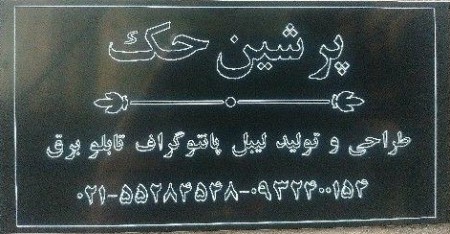 پرشین حک
طراحی و تولید لیبل پانتوگراف تابلو برق
۰۲۱-۵۵۲۸۴۵۴۸-۰۹۳۲۴۰۰۱۵۴